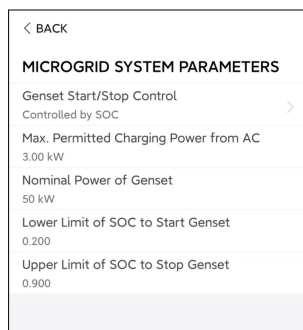 < BACK
MICROGRID SYSTEM PARAMETERS
Genset Start/Stop Control
Controlled by SOC
Max. Permitted Charging Power from AC
3.00 kW
Nominal Power of Genset
50 kW
Lower Limit of SOC to Start Genset
0.200
Upper Limit of SOC to Stop Genset
0.900